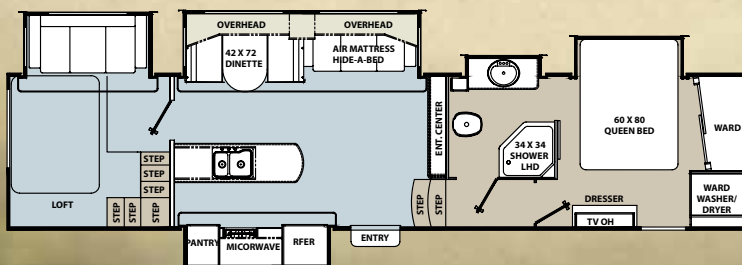 OVERHEAD
OVERHEAD
42 X 72
DINETTE
AIR MATTRESS
HIDE-A-BED
ENT. CENTER
60 X 80
QUEEN BED
WARD
34 X 34
SHOWER
LHD
STEP
STEP
STEP
LOFT
STEP
STEP
STEP
STEP
STEP
DRESSER
TV OH
WARD
WASHER/
DRYER
PANTRY
MICORWAVE
RFER
ENTRY